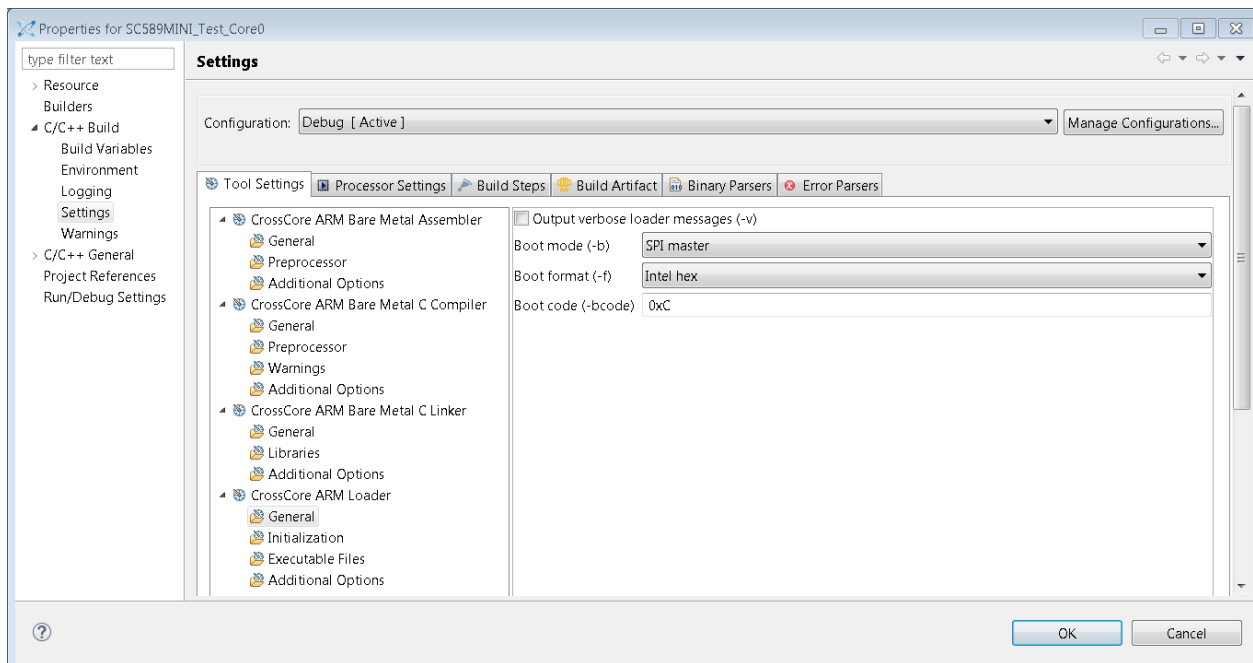 Properties for SC589MINI_Test_Core0
type filter text
Resource
Builders
C/C++ Build
Build Variables
Environment
Logging
Settings
Warnings
C/C++ General
Project References
Run/Debug Settings
Settings
Configuration: Debug [ Active ] Manage Configurations...
Tool Settings Processor Settings Build Steps Build Artifact Binary Parsers Error Parsers
CrossCore ARM Bare Metal Assembler
General
Preprocessor
Additional Options
CrossCore ARM Bare Metal C Compiler
General
Preprocessor
Warnings
Additional Options
CrossCore ARM Bare Metal C Linker
General
Libraries
Additional Options
CrossCore ARM Loader
General
Initialization
Executable Files
Additional Options
Output verbose loader messages (-v)
Boot mode (-b) SPI master
Boot format (-f) Intel hex
Boot code (-bcode) 0xC
?
OK Cancel